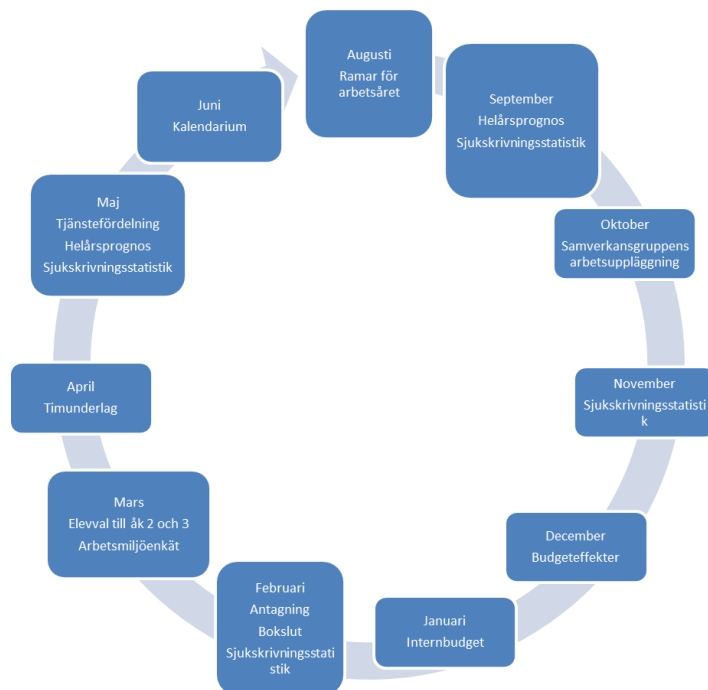 Augusti
Ramar för
arbetsåret
September
Helårsprognos
Sjukskrivningsstatistik
Oktober
Samverkansgruppens
arbetsuppläggning
November
Sjukskrivningsstatisti
k
December
Budgeteffekter
Januari
Internbudget
Februari
Antagning
Bokslut
Sjukskrivningsstati
stik
Mars
Elevval till åk 2 och 3
Arbetsmiljöenkät
April
Timunderlag
Maj
Tjänstefördelning
Helårsprognos
Sjukskrivningsstatistik
Juni
Kalendarium